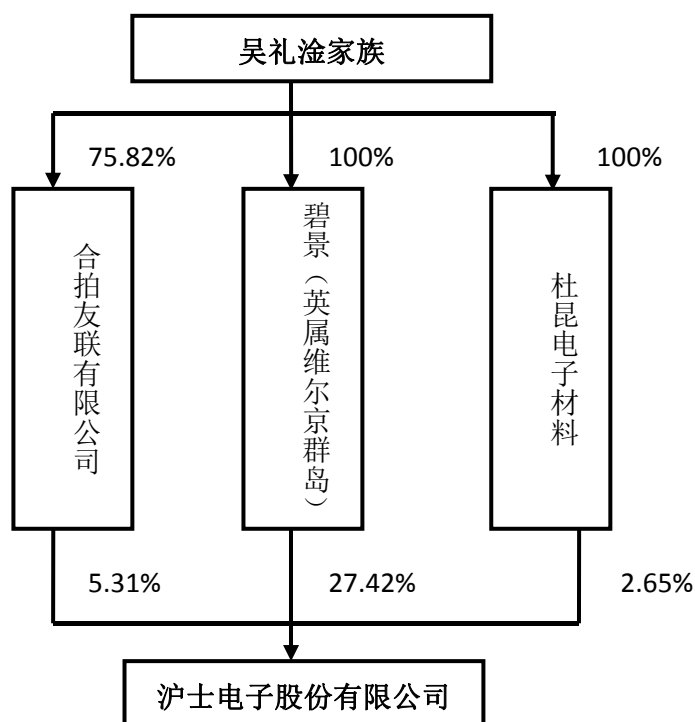 吴礼淦家族
75.82%
100%
100%
合拍友联有限公司
碧景（英属维尔京群岛）
杜昆电子材料
5.31%
27.42%
2.65%
沪士电子股份有限公司